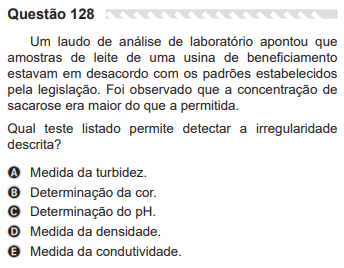 Questão 128
Um laudo de análise de laboratório apontou que
amostras de leite de uma usina de beneficiamento
estavam em desacordo com os padrões estabelecidos
pela legislação. Foi observado que a concentração de
sacarose era maior do que a permitida.
Qual teste listado permite detectar a irregularidade
descrita?
A Medida da turbidez.
B Determinação da cor.
C Determinação do pH.
D Medida da densidade.
E Medida da condutividade.